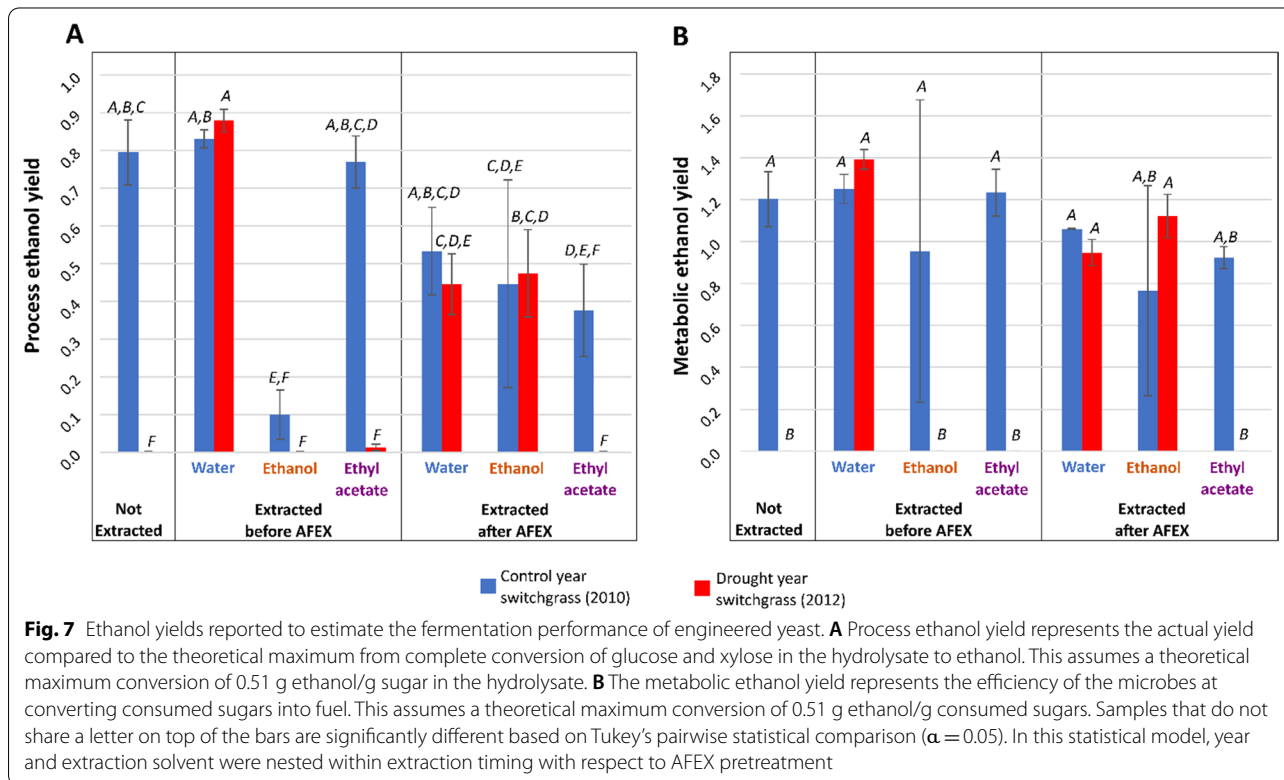 A
Process ethanol yield
1.0
0.9
0.8
0.7
0.6
0.5
0.4
0.3
0.2
0.1
0.0
A,B,C
F
A,B
A
E,F
F
A,B,C,D
F
A,B,C,D
C,D,E
C,D,E
B,C,D
D,E,F
F
Water Ethanol Ethyl acetate Water Ethanol Ethyl acetate
Not Extracted
Extracted before AFEX
Extracted after AFEX
B
Metabolic ethanol yield
1.8
1.6
1.4
1.2
1.0
0.8
0.6
0.4
0.2
0.0
A
B
A
A
A
B
A
B
A
A
A,B
A
A,B
B
Water Ethanol Ethyl acetate Water Ethanol Ethyl acetate
Not Extracted
Extracted before AFEX
Extracted after AFEX
Control year switchgrass (2010)
Drought year switchgrass (2012)
Fig. 7 Ethanol yields reported to estimate the fermentation performance of engineered yeast. A Process ethanol yield represents the actual yield
compared to the theoretical maximum from complete conversion of glucose and xylose in the hydrolysate to ethanol. This assumes a theoretical
maximum conversion of 0.51 g ethanol/g sugar in the hydrolysate. B The metabolic ethanol yield represents the efficiency of the microbes at
converting consumed sugars into fuel. This assumes a theoretical maximum conversion of 0.51 g ethanol/g consumed sugars. Samples that do not
share a letter on top of the bars are significantly different based on Tukey's pairwise statistical comparison (α = 0.05). In this statistical model, year
and extraction solvent were nested within extraction timing with respect to AFEX pretreatment